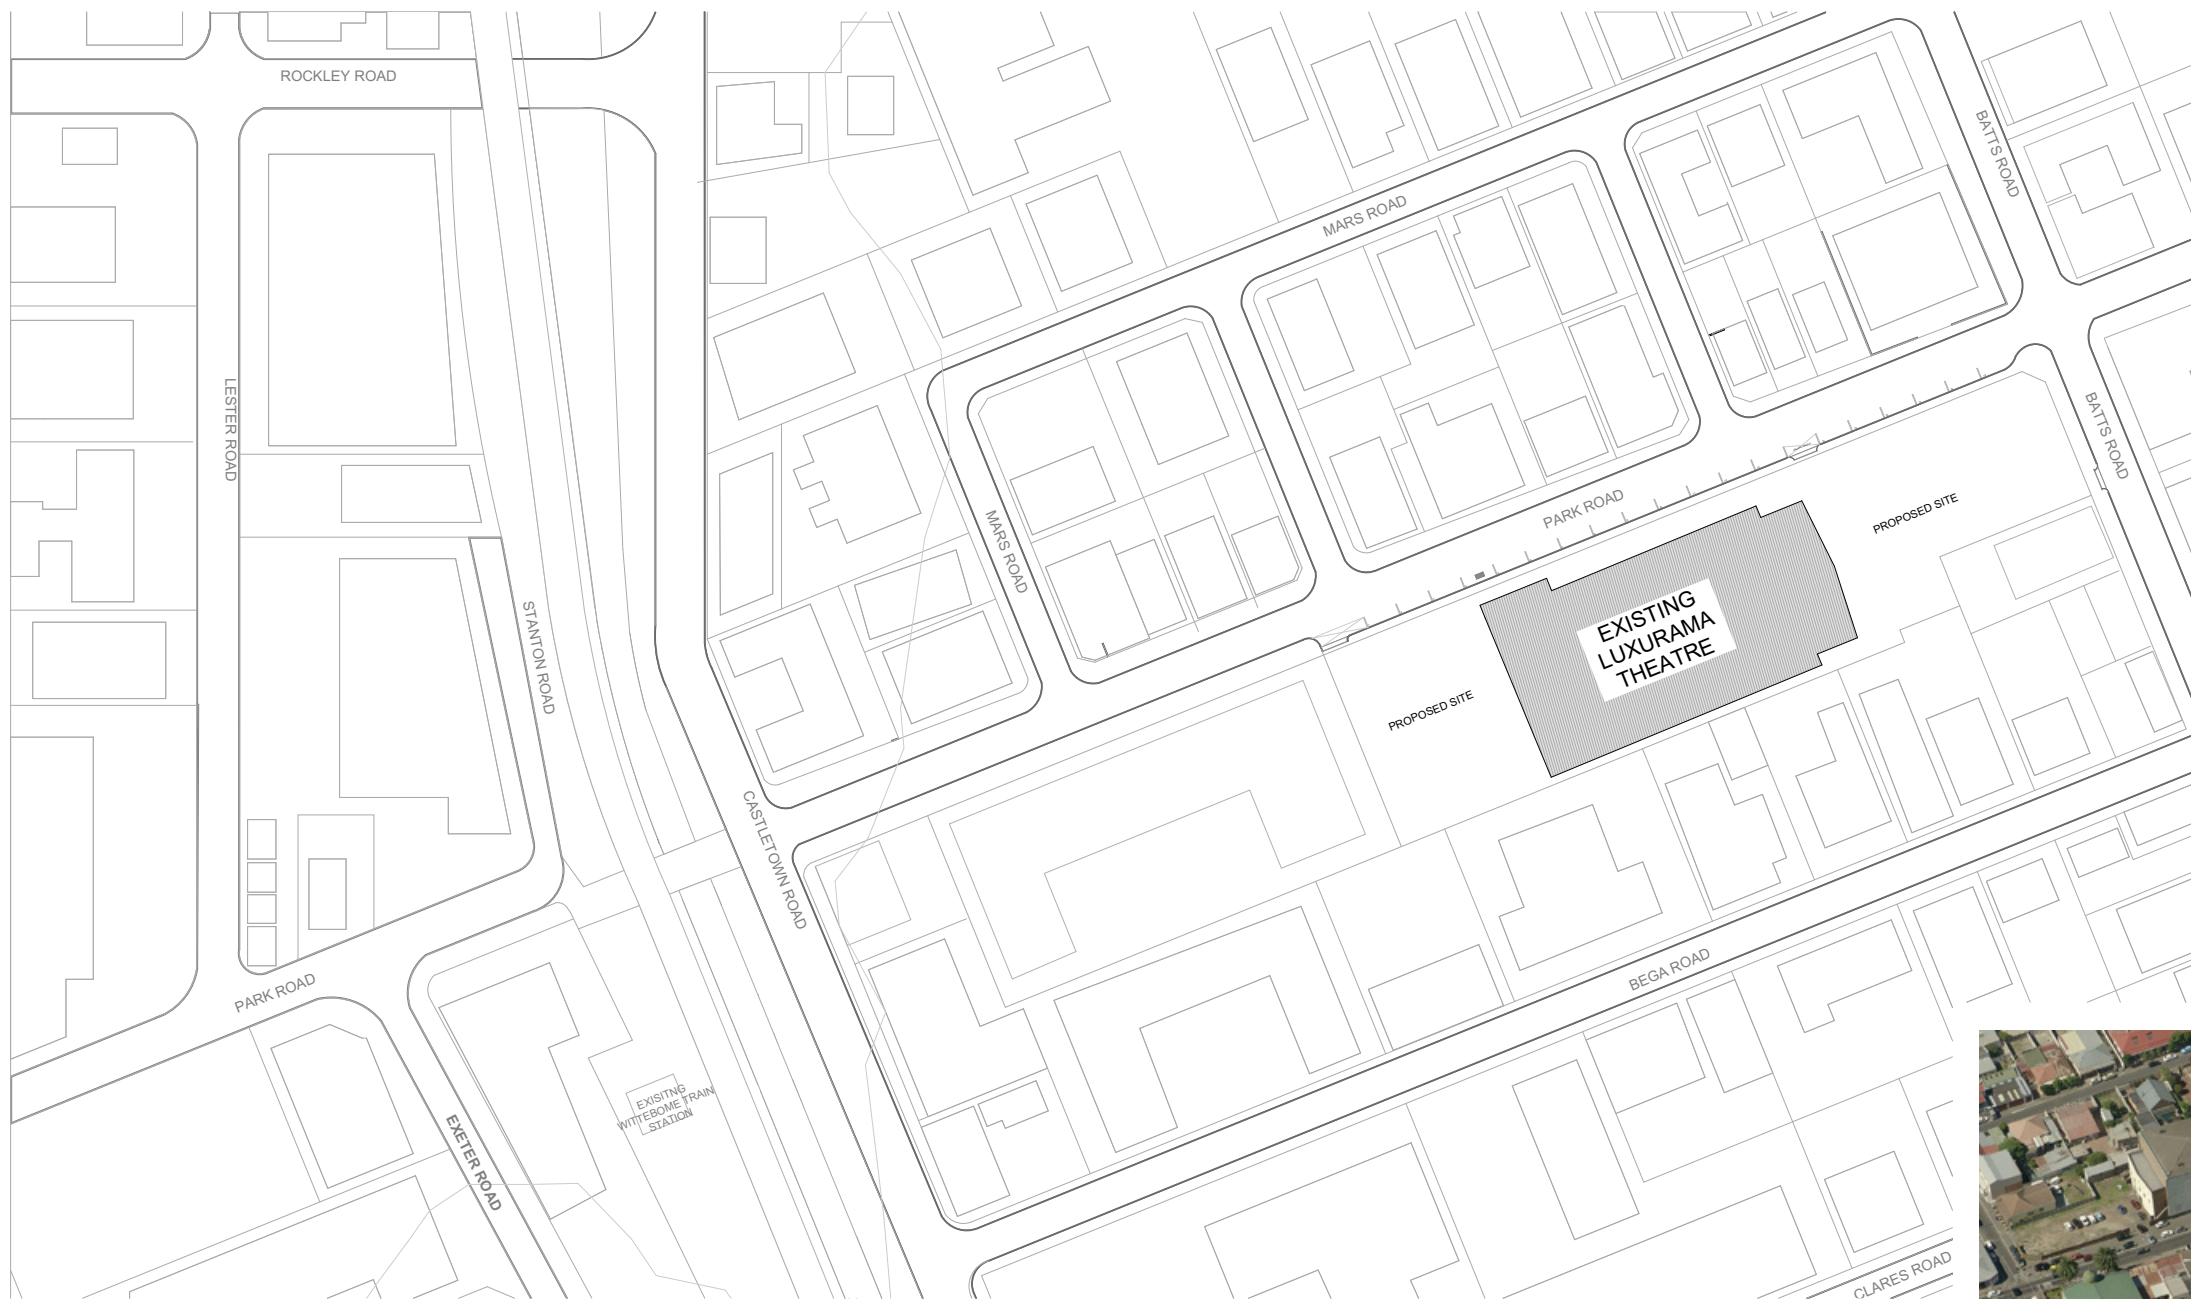 ROCKLEY ROAD
BATTS ROAD
MARS ROAD
LESTER ROAD
BATTS ROAD
PARK ROAD
PROPOSED SITE
MARS ROAD
EXISTING
LUXURAMA
THEATRE
STANTON ROAD
PROPOSED SITE
CASTLETOWN ROAD
BEGA ROAD
PARK ROAD
EXISITNG
WITTEBOME TRAIN
STATION
EXETER ROAD
CLARES ROAD